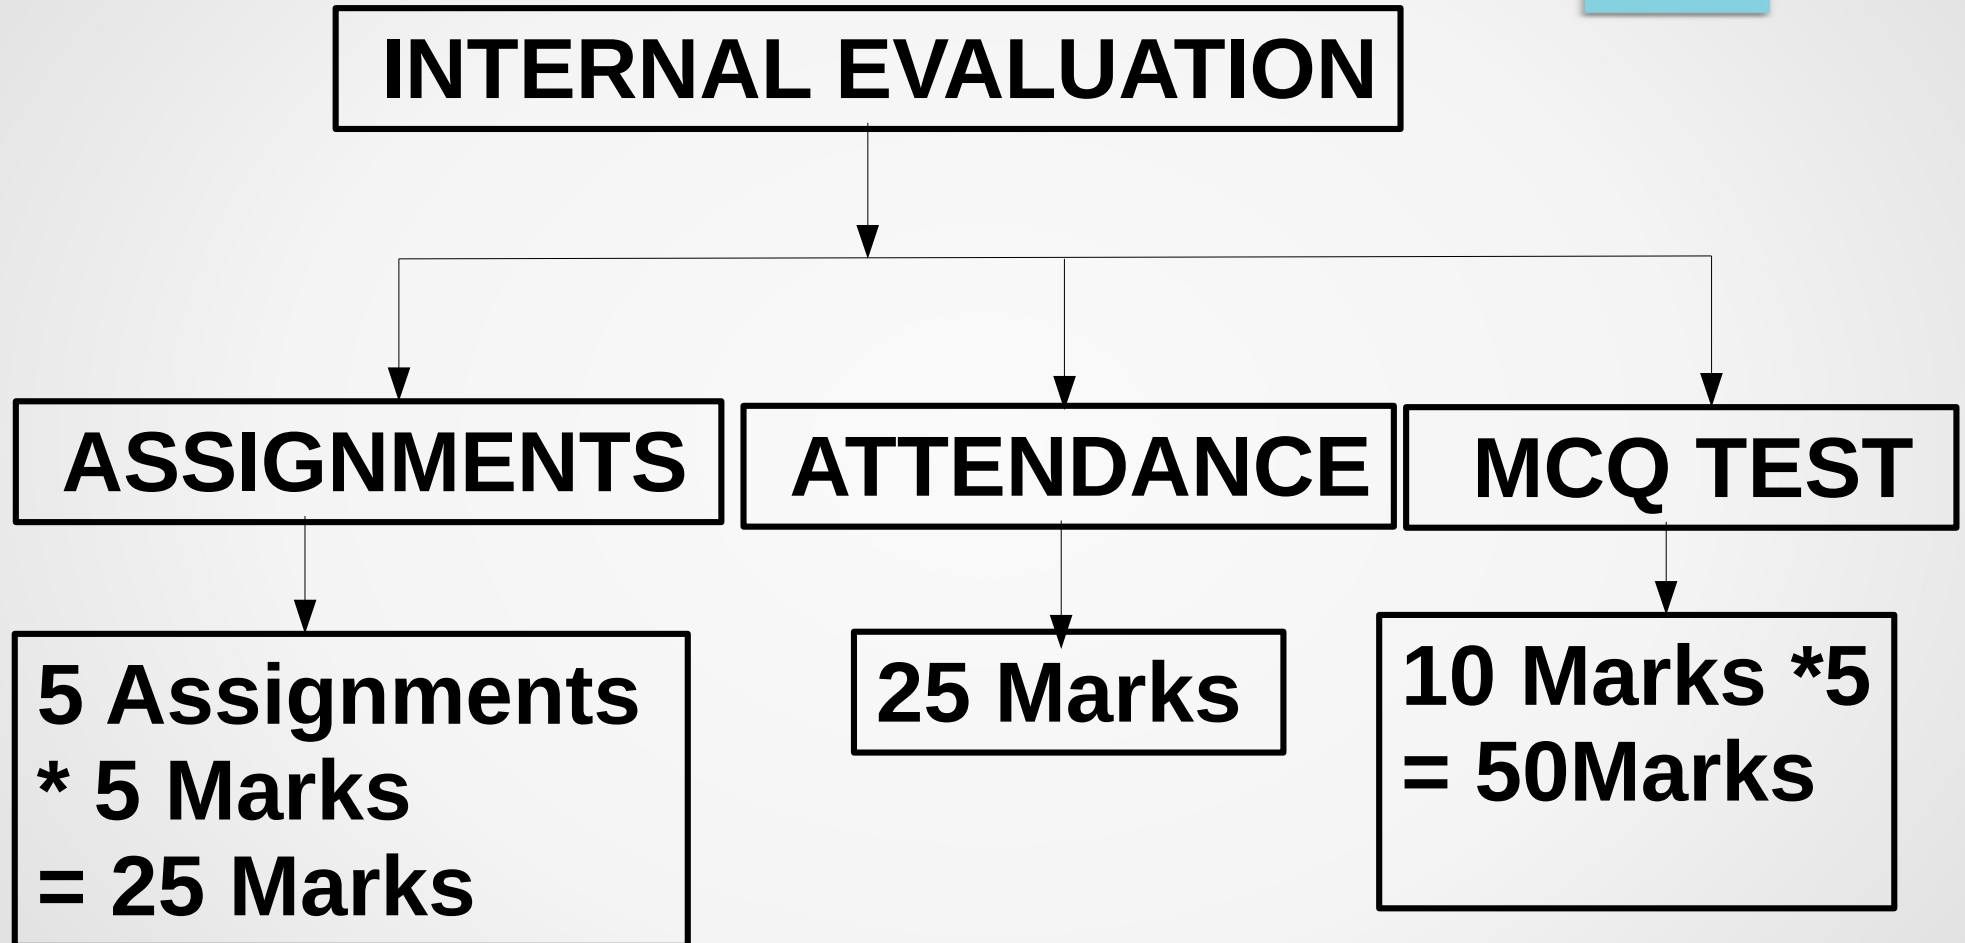 INTERNAL EVALUATION
ASSIGNMENTS
ATTENDANCE
MCQ TEST
5 Assignments
* 5 Marks
= 25 Marks
25 Marks
10 Marks *5
= 50Marks